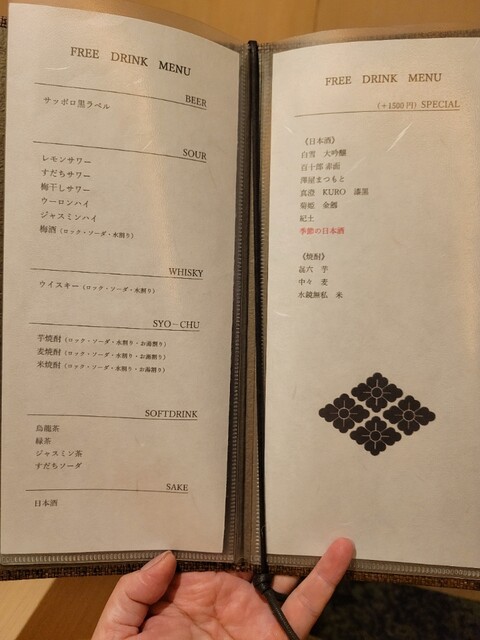 FREE DRINK MENU
BEER
サッポロ黒ラベル
SOUR
レモンサワー
すだちサワー
梅干しサワー
ウーロンハイ
ジャスミンハイ
梅酒 (ロック・ソーダ・水割り)
WHISKY
ウイスキー (ロック・ソーダ・水割り)
SYO-CHU
芋焼酎 (ロック・ソーダ・水割り・お湯割り)
麦焼酎 (ロック・ソーダ・水割り・お湯割り)
米焼酎 (ロック・ソーダ・水割り・お湯割り)
SOFTDRINK
烏龍茶
緑茶
ジャスミン茶
すだちソーダ
SAKE
日本酒
FREE DRINK MENU
(+1500円) SPECIAL
《日本酒》
白雪 大吟醸
百十郎 赤面
澤屋まつもと
真澄 KURO 漆黒
菊姫 金劔
紀土
季節の日本酒
《焼酎》
㐂六 芋
中々 麦
水鏡無私 米